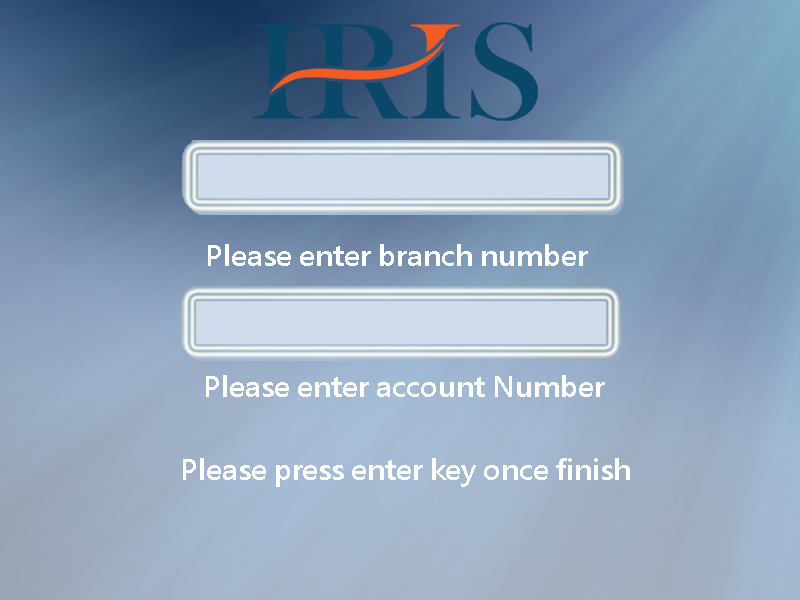 IRIS
Please enter branch number
Please enter account Number
Please press enter key once finish